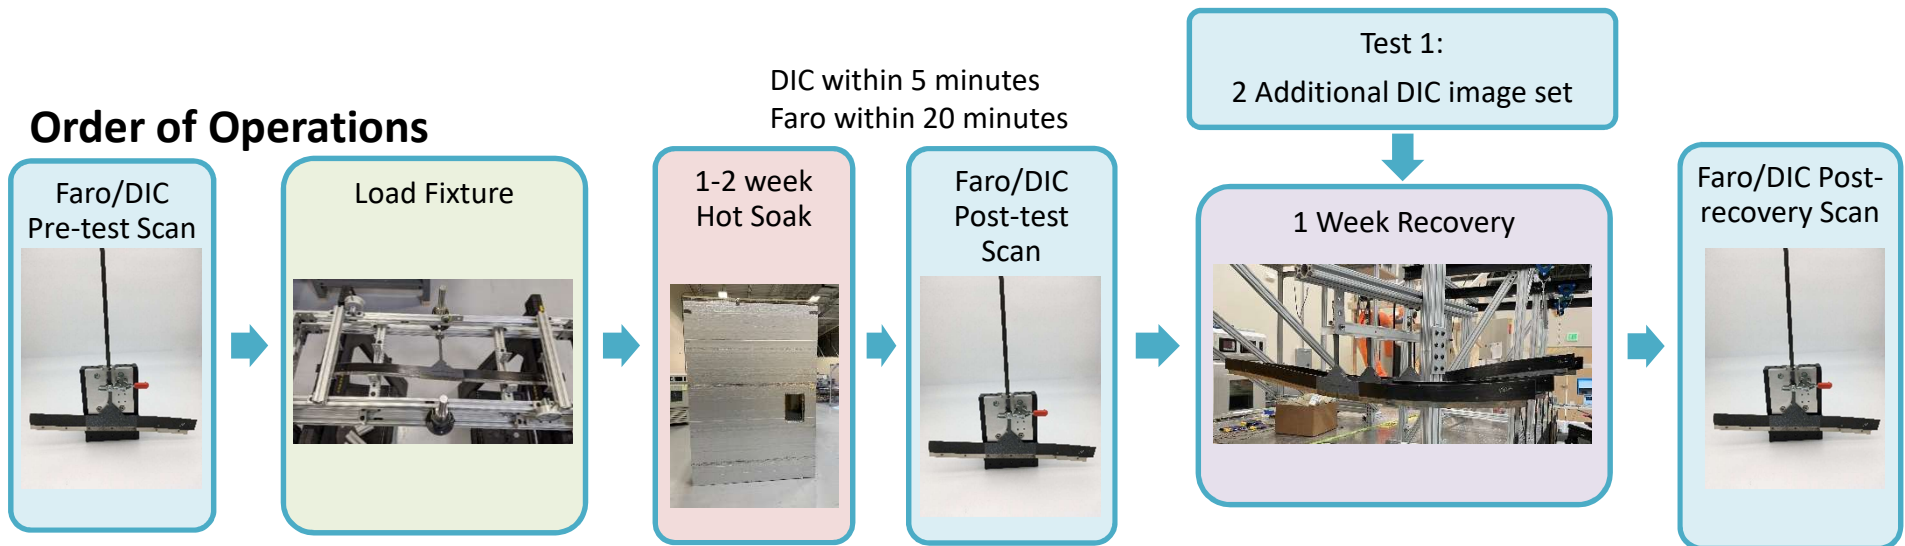 Order of Operations
Faro/DIC
Pre-test Scan
Load Fixture
1-2 week
Hot Soak
DIC within 5 minutes
Faro within 20 minutes
Faro/DIC
Post-test
Scan
Test 1:
2 Additional DIC image set
1 Week Recovery
Faro/DIC Post-
recovery Scan